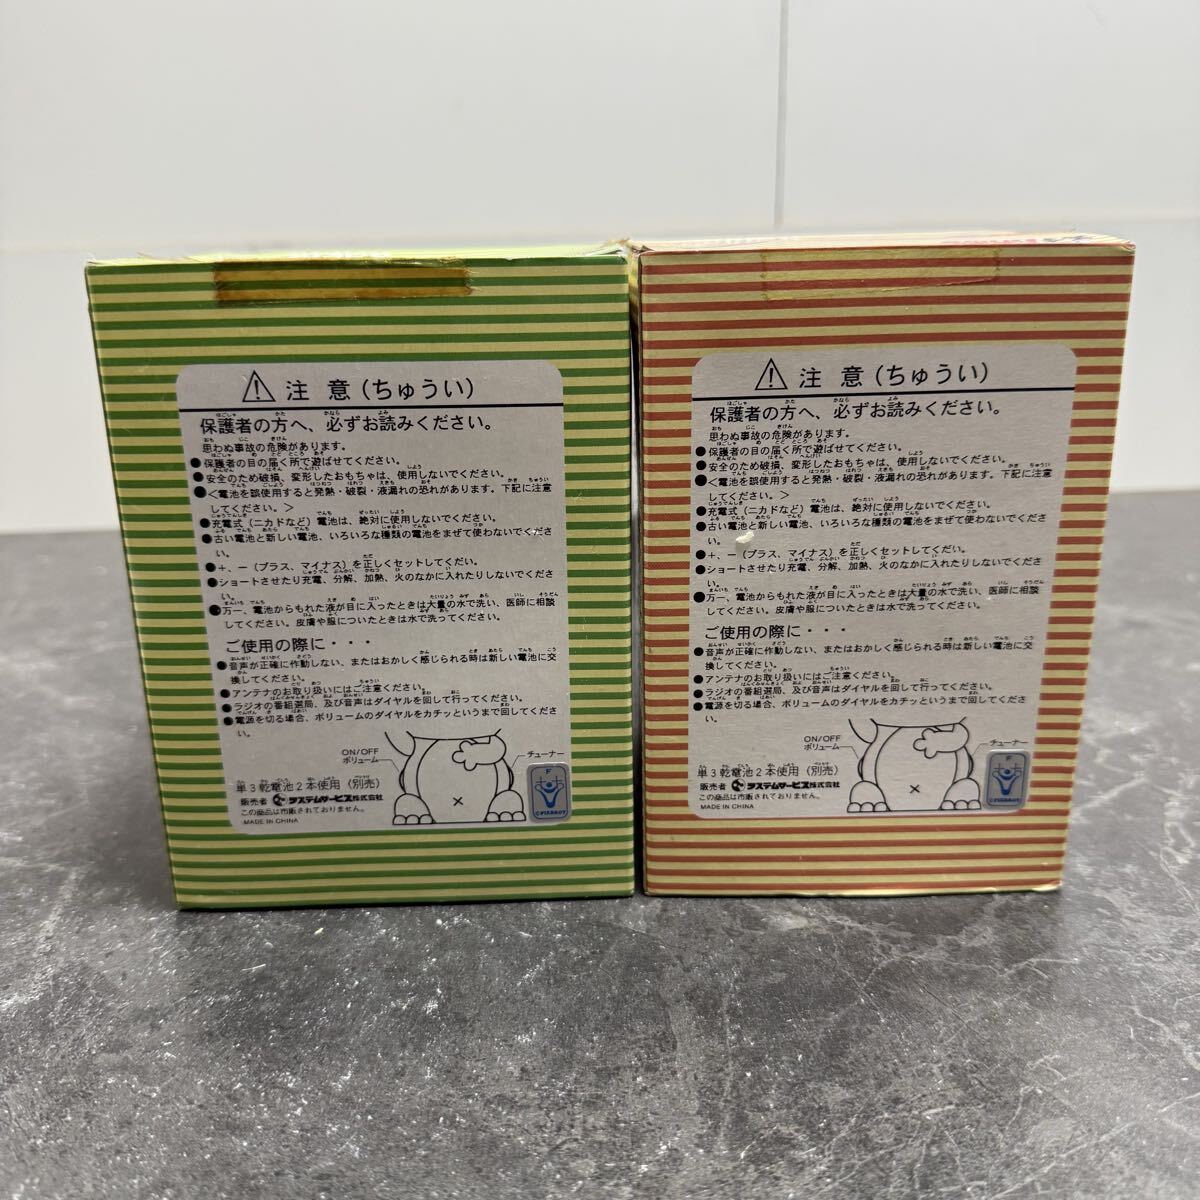 注意(ちゅうい)
保護者の方へ、必ずお読みください。
思わぬ事故の危険があります。
●保護者の目の届く所で遊ばせてください。
●安全のため破損、変形したおもちゃは、使用しないでください。
●<電池を誤使用すると発熱・破裂・液漏れの恐れがあります。下記に注意
してください。>
●充電式(ニカドなど)電池は、絶対に使用しないでください。
●古い電池と新しい電池、いろいろな種類の電池をまぜて使わないでくださ
い。
●+、-(プラス、マイナス)を正しくセットしてください。
●ショートさせたり充電、分解、加熱、火のなかに入れたりしないでくださ
い。
●万一、電池からもれた液が目に入ったときは大量の水で洗い、医師に相談
してください。皮膚や服についたときは水で洗ってください。
ご使用の際に・・・
●音声が正確に作動しない、またはおかしく感じられる時は新しい電池に交
換してください。
●アンテナのお取り扱いにはご注意ください。
●ラジオの番組選局、及び音声はダイヤルを回して行ってください。
●電源を切る場合、ボリュームのダイヤルをカチッというまで回してくださ
い。
ON/OFF
ボリューム
チューナー
単3乾電池2本使用(別売)
販売者 システムサービス株式会社
この商品は市販されておりません。
MADE IN CHINA
注意(ちゅうい)
保護者の方へ、必ずお読みください。
思わぬ事故の危険があります。
●保護者の目の届く所で遊ばせてください。
●安全のため破損、変形したおもちゃは、使用しないでください。
●<電池を誤使用すると発熱・破裂・液漏れの恐れがあります。下記に注意
してください。>
●充電式(ニカドなど)電池は、絶対に使用しないでください。
●古い電池と新しい電池、いろいろな種類の電池をまぜて使わないでくださ
い。
●+、-(プラス、マイナス)を正しくセットしてください。
●ショートさせたり充電、分解、加熱、火のなかに入れたりしないでくださ
い。
●万一、電池からもれた液が目に入ったときは大量の水で洗い、医師に相談
してください。皮膚や服についたときは水で洗ってください。
ご使用の際に・・・
●音声が正確に作動しない、またはおかしく感じられる時は新しい電池に交
換してください。
●アンテナのお取り扱いにはご注意ください。
●ラジオの番組選局、及び音声はダイヤルを回して行ってください。
●電源を切る場合、ボリュームのダイヤルをカチッというまで回してくださ
い。
ON/OFF
ボリューム
チューナー
単3乾電池2本使用(別売)
販売者 システムサービス株式会社
この商品は市販されておりません。
MADE IN CHINA